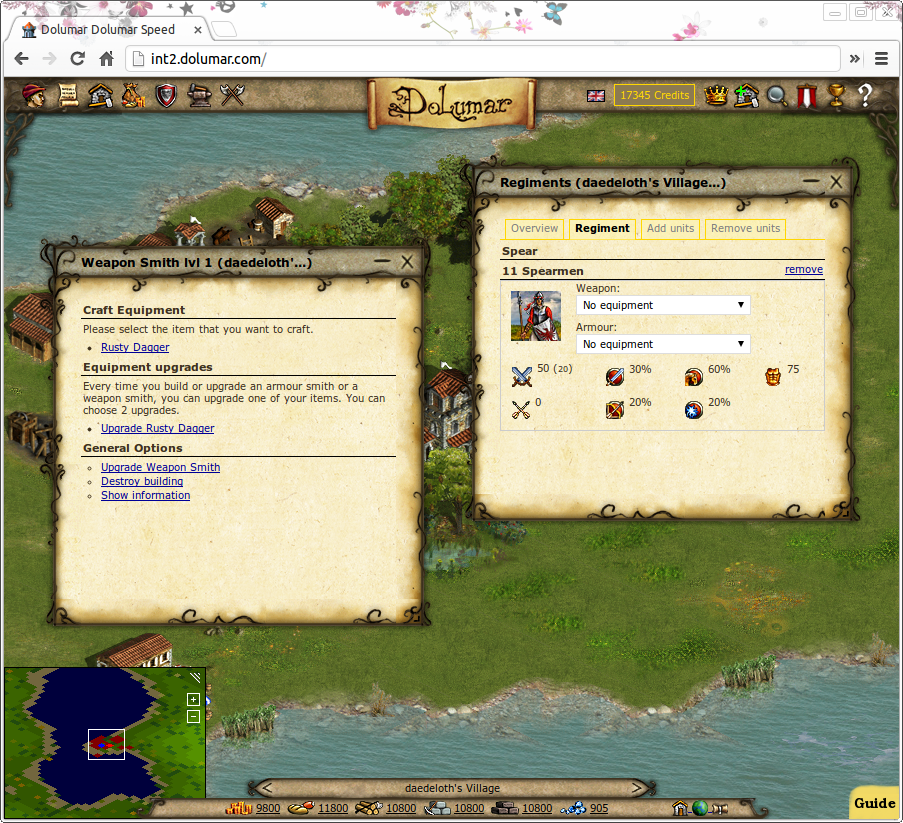 Dolumar Dolumar Speed
int2.dolumar.com/
DOLUMAR
17345 Credits
?
Regiments (daedeloth's Village...)
Overview
Regiment
Add units
Remove units
Spear
11 Spearmen
remove
Weapon:
No equipment
Armour:
No equipment
50 (20)
30%
60%
75
0
20%
20%
Weapon Smith lvl 1 (daedeloth'...)
Craft Equipment
Please select the item that you want to craft.
Rusty Dagger
Equipment upgrades
Every time you build or upgrade an armour smith or a
weapon smith, you can upgrade one of your items. You can
choose 2 upgrades.
Upgrade Rusty Dagger
General Options
Upgrade Weapon Smith
Destroy building
Show information
daedeloth's Village
9800
11800
10800
10800
10800
905
Guide